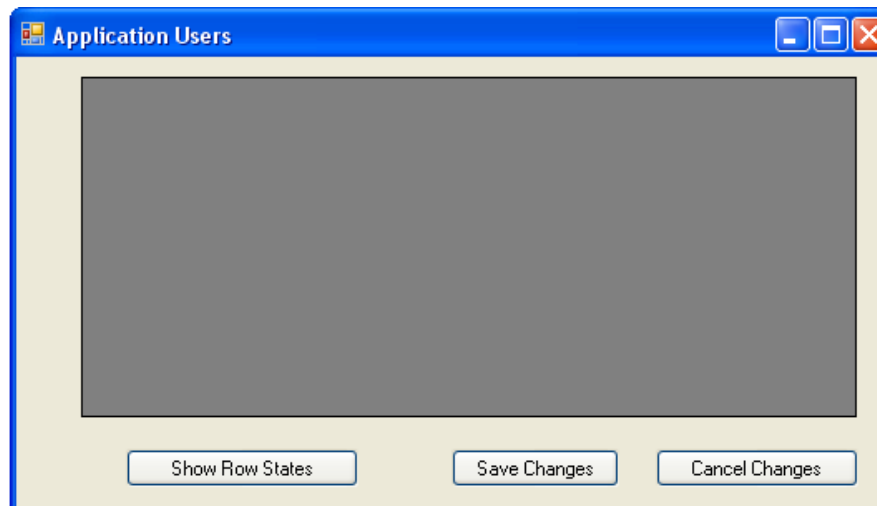 Application Users
Show Row States
Save Changes
Cancel Changes